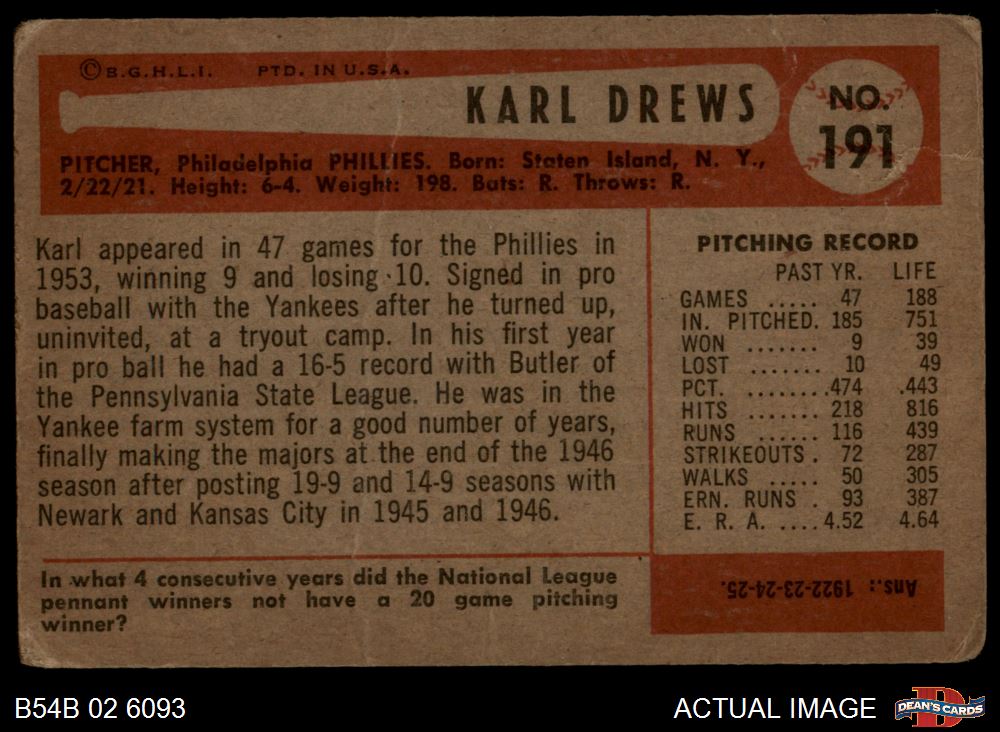 © B.G.H.L.I. PTD. IN U.S.A.
KARL DREWS
NO.
191
PITCHER, Philadelphia PHILLIES. Born: Staten Island, N. Y.,
2/22/21. Height: 6-4. Weight: 198. Bats: R. Throws: R.
Karl appeared in 47 games for the Phillies in
1953, winning 9 and losing 10. Signed in pro
baseball with the Yankees after he turned up,
uninvited, at a tryout camp. In his first year
in pro ball he had a 16-5 record with Butler of
the Pennsylvania State League. He was in the
Yankee farm system for a good number of years,
finally making the majors at the end of the 1946
season after posting 19-9 and 14-9 seasons with
Newark and Kansas City in 1945 and 1946.
PITCHING RECORD
PAST YR. LIFE
GAMES ..... 47 188
IN. PITCHED. 185 751
WON ....... 9 39
LOST ....... 10 49
PCT. .......474 .443
HITS ....... 218 816
RUNS ...... 116 439
STRIKEOUTS . 72 287
WALKS ..... 50 305
ERN. RUNS . 93 387
E. R. A. ....4.52 4.64
In what 4 consecutive years did the National League
pennant winners not have a 20 game pitching
winner?
Ans.: 1922-23-24-25.
B54B 02 6093
ACTUAL IMAGE
D
DEAN'S CARDS